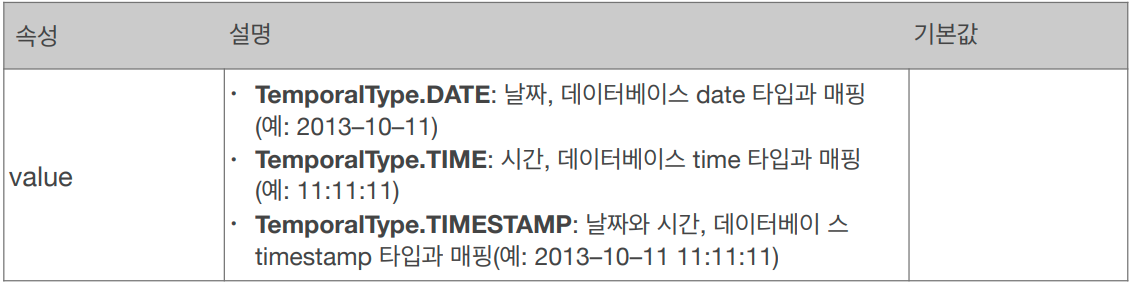 속성 설명 기본값
value
• TemporalType.DATE: 날짜, 데이터베이스 date 타입과 매핑
(예: 2013–10–11)
• TemporalType.TIME: 시간, 데이터베이스 time 타입과 매핑
(예: 11:11:11)
• TemporalType.TIMESTAMP: 날짜와 시간, 데이터베이 스
timestamp 타입과 매핑(예: 2013–10–11 11:11:11)